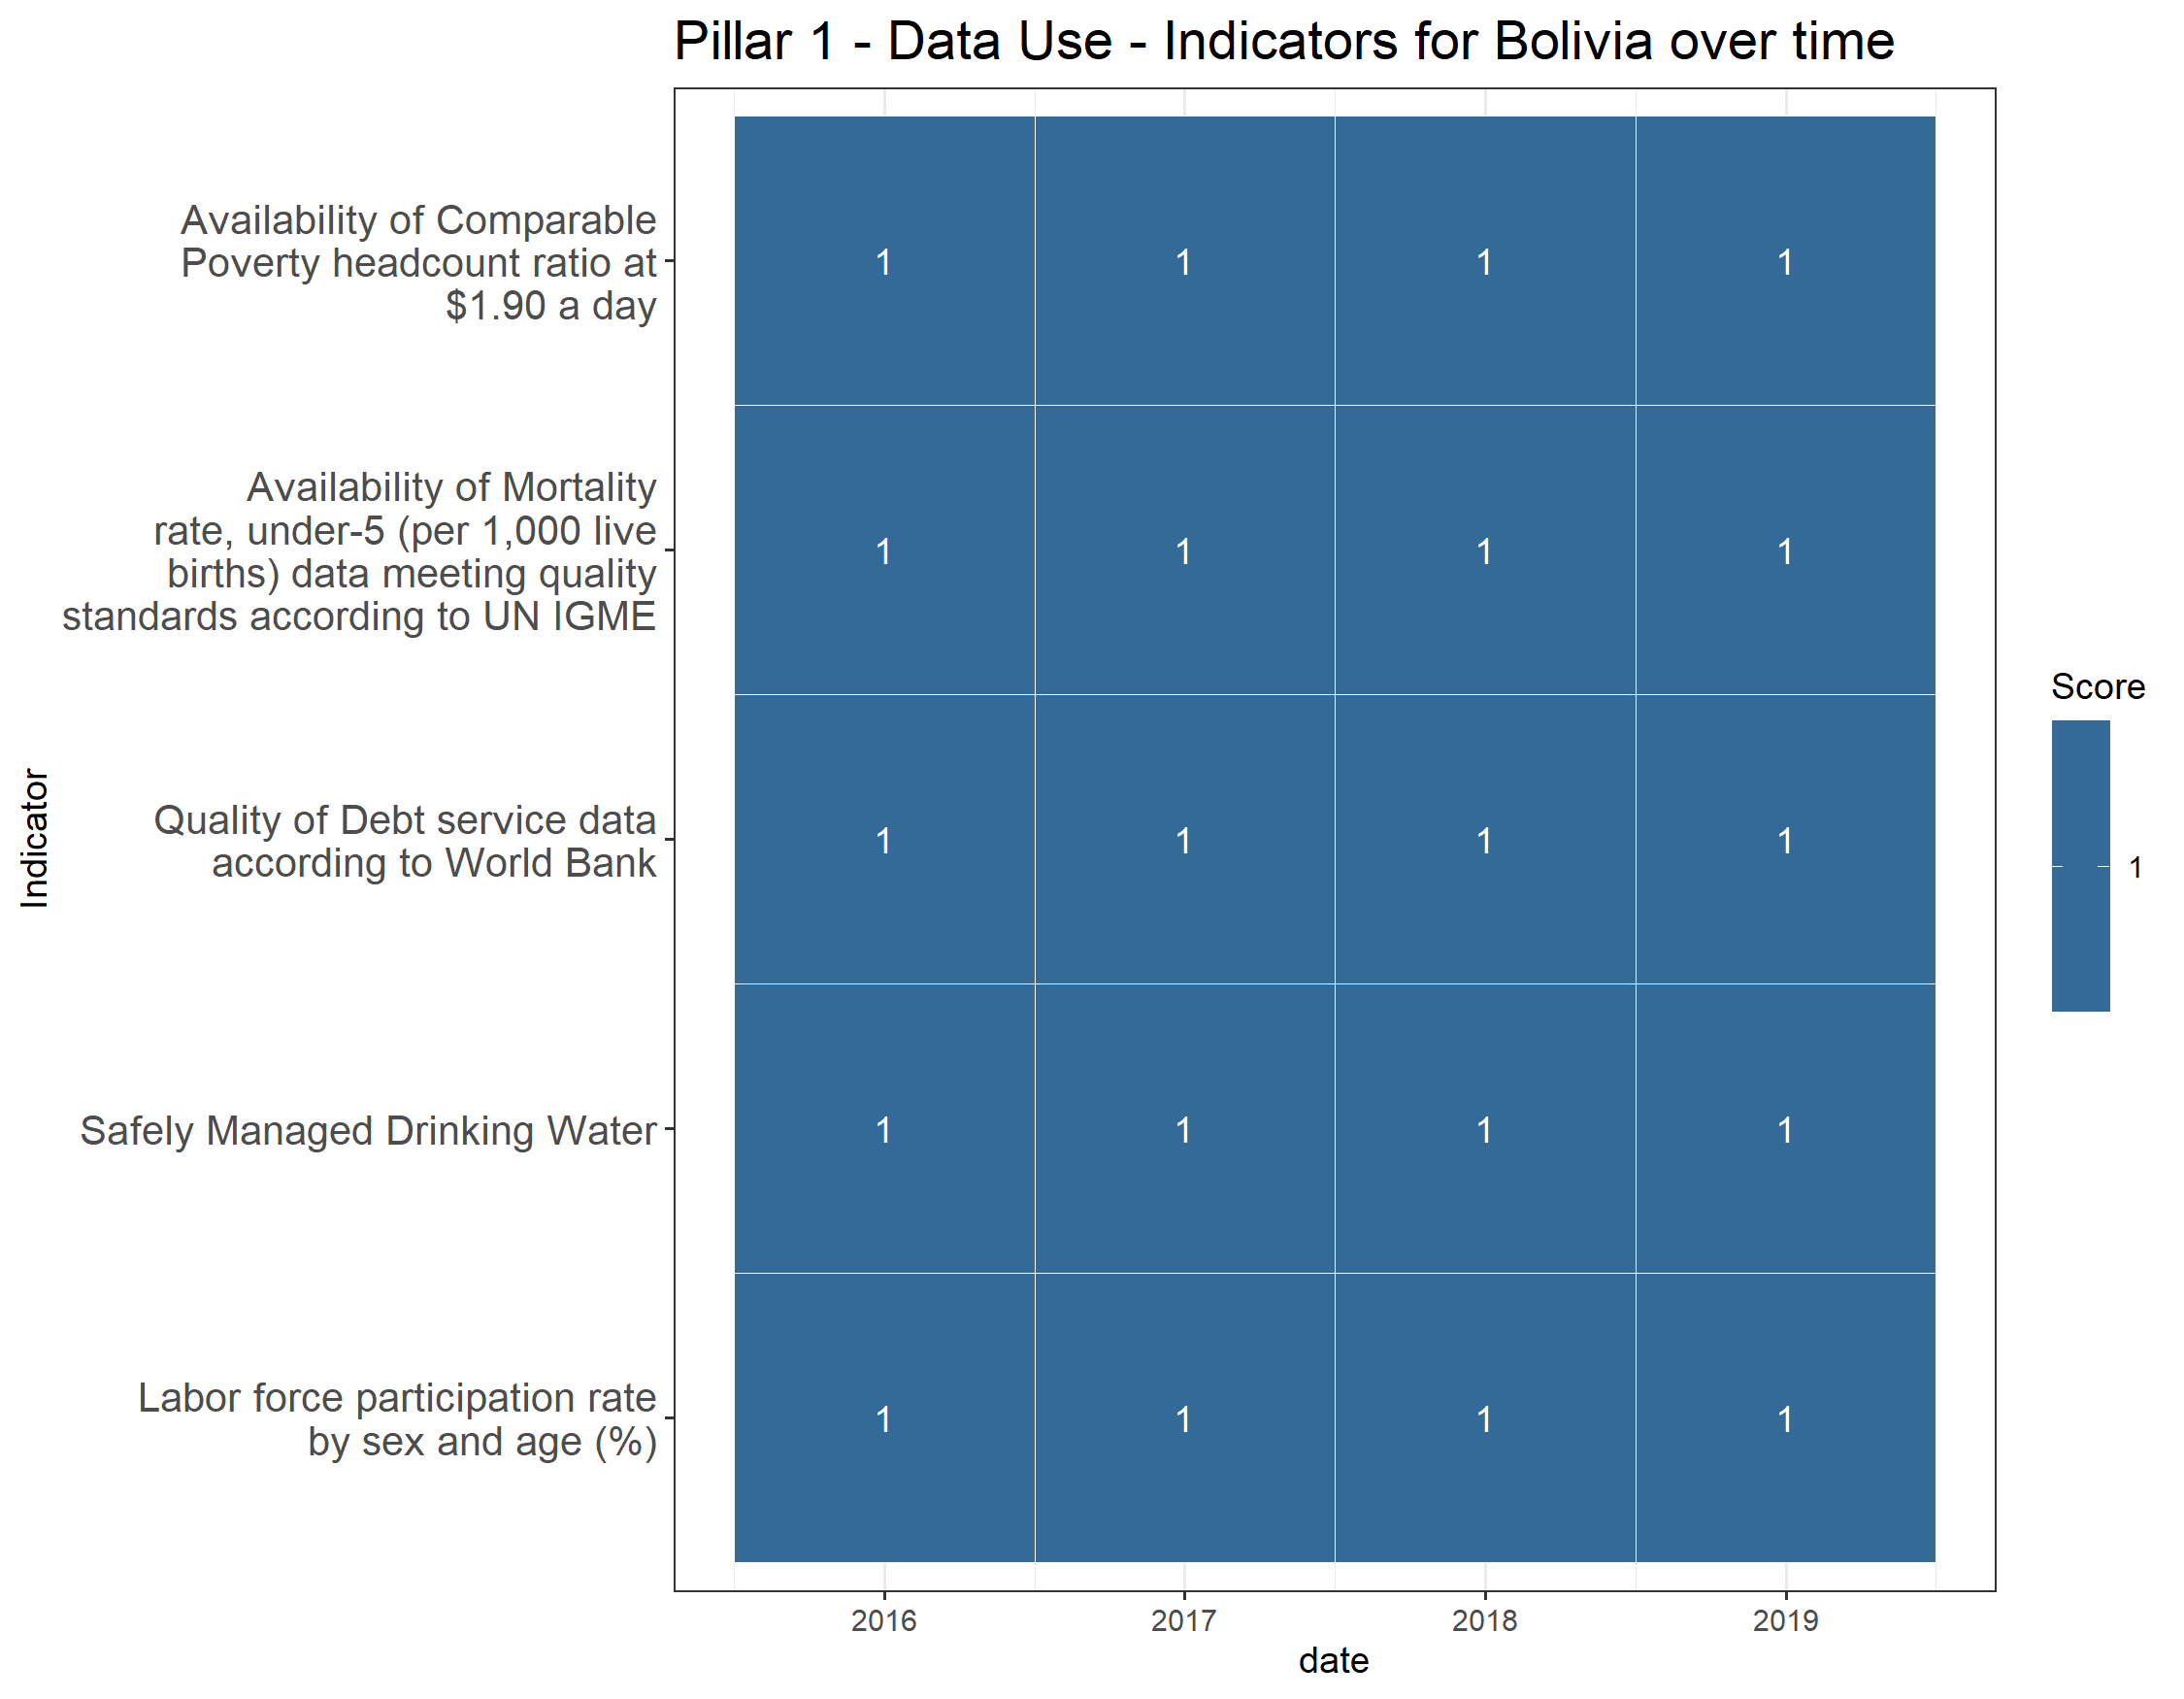 Pillar 1 - Data Use - Indicators for Bolivia over time
Indicator
Availability of Comparable
Poverty headcount ratio at
$1.90 a day
1 1 1 1
Availability of Mortality
rate, under-5 (per 1,000 live
births) data meeting quality
standards according to UN IGME
1 1 1 1
Quality of Debt service data
according to World Bank
1 1 1 1
Safely Managed Drinking Water
1 1 1 1
Labor force participation rate
by sex and age (%)
1 1 1 1
2016 2017 2018 2019
date
Score
1